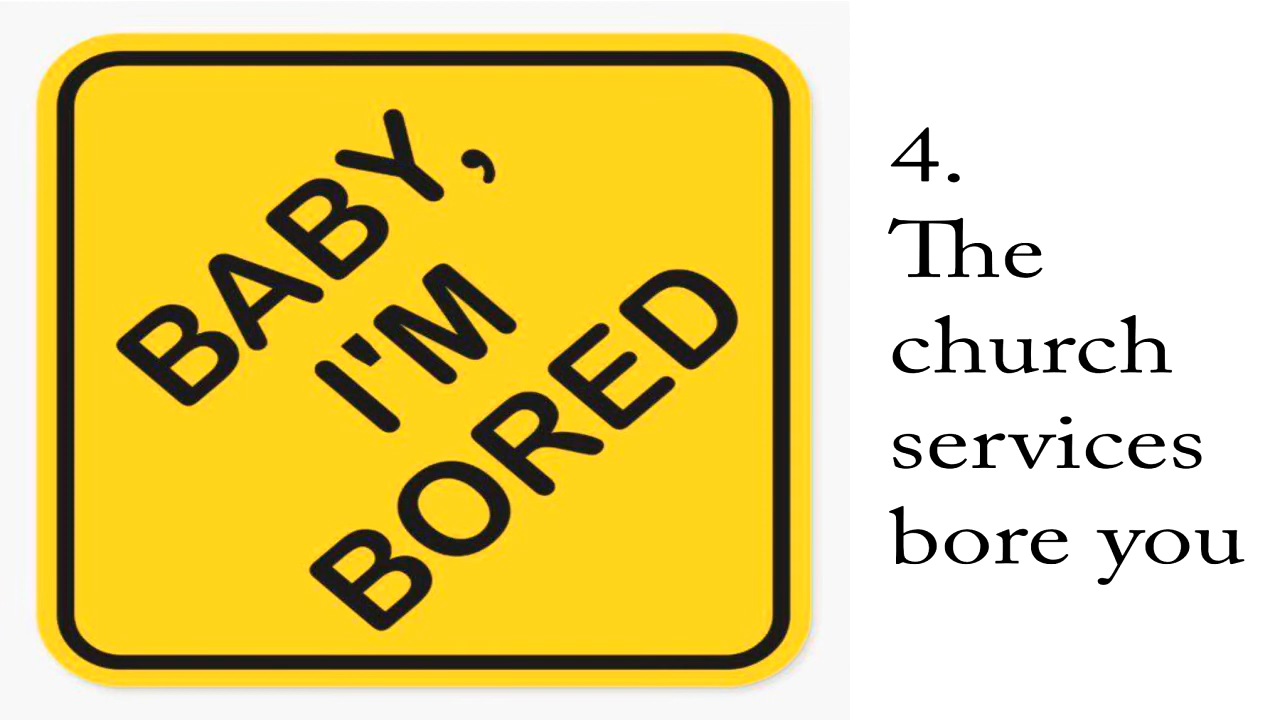 BABY,
I'M
BORED
4.
The
church
services
bore you